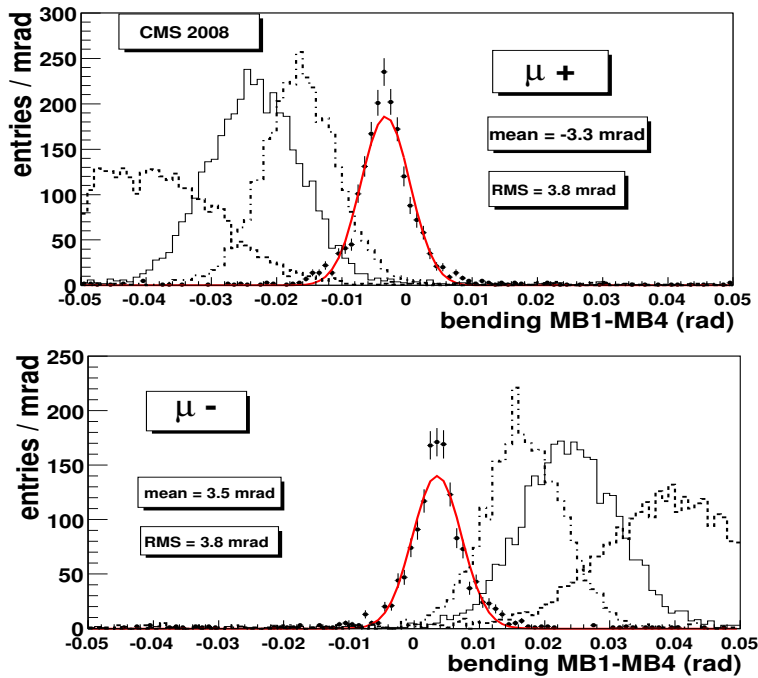 entries / mrad
300
250
200
150
100
50
0
CMS 2008
μ +
mean = -3.3 mrad
RMS = 3.8 mrad
-0.05 -0.04 -0.03 -0.02 -0.01 0 0.01 0.02 0.03 0.04 0.05
bending MB1-MB4 (rad)
entries / mrad
250
200
150
100
50
0
μ -
mean = 3.5 mrad
RMS = 3.8 mrad
-0.05 -0.04 -0.03 -0.02 -0.01 0 0.01 0.02 0.03 0.04 0.05
bending MB1-MB4 (rad)